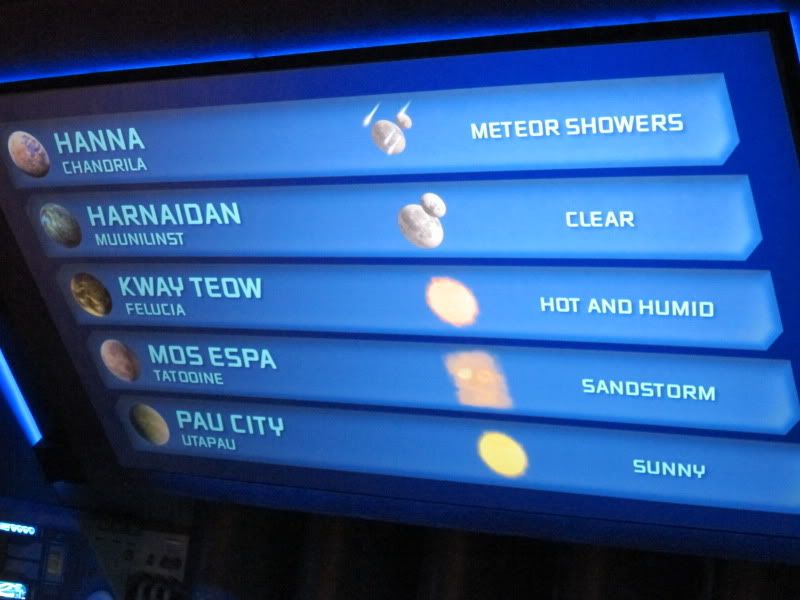 HANNA
CHANDRILA
METEOR SHOWERS
HARNAIDAN
MUUNILINST
CLEAR
KWAY TEOW
FELUCIA
HOT AND HUMID
MOS ESPA
TATOOINE
SANDSTORM
PAU CITY
UTAPAU
SUNNY